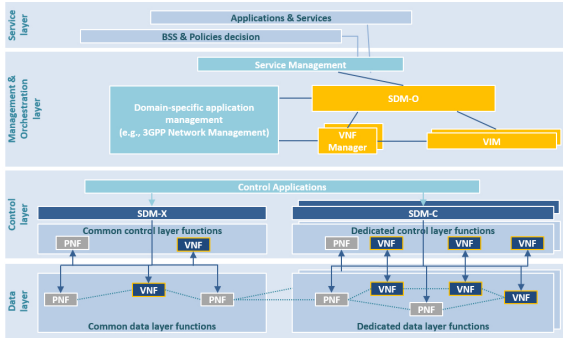 Service
layer
Applications & Services
BSS & Policies decision
Management &
Orchestration
layer
Service Management
Domain-specific application
management
(e.g., 3GPP Network Management)
SDM-O
VNF
Manager
VIM
Control
layer
Control Applications
SDM-X
SDM-C
Common control layer functions
Dedicated control layer functions
PNF
VNF
PNF
VNF
VNF
VNF
Data
layer
PNF
VNF
PNF
PNF
VNF
PNF
VNF
VNF
Common data layer functions
Dedicated data layer functions